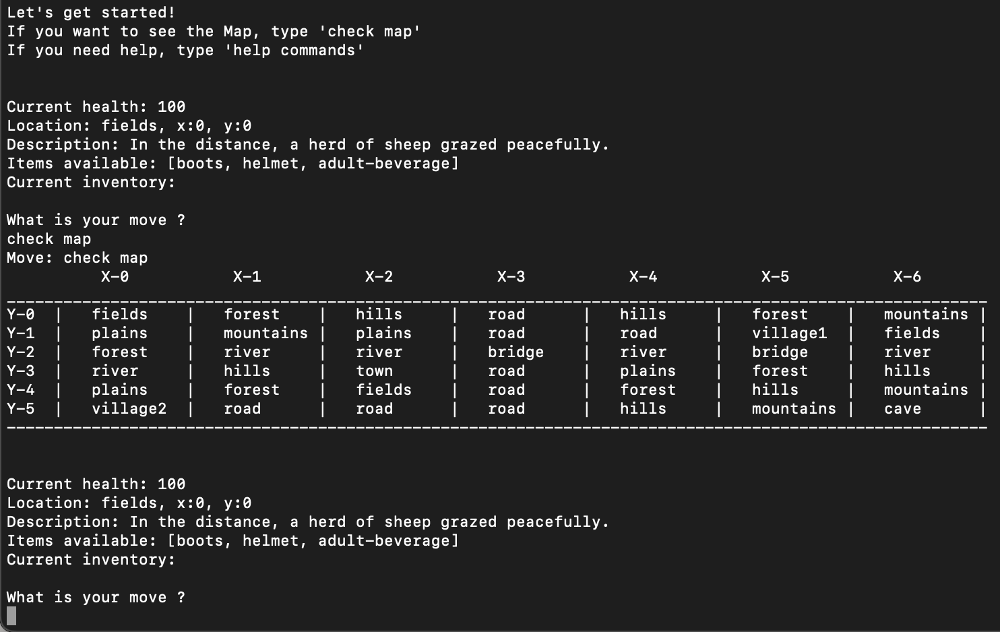 Let's get started!
If you want to see the Map, type 'check map'
If you need help, type 'help commands'
Current health: 100
Location: fields, x:0, y:0
Description: In the distance, a herd of sheep grazed peacefully.
Items available: [boots, helmet, adult-beverage]
Current inventory:
What is your move ?
check map
Move: check map
          X-0           X-1           X-2           X-3           X-4           X-5           X-6
________________________________________________________________________________________________________
Y-0  |   fields    |   forest    |   hills     |   road      |   hills     |   forest    |   mountains |
Y-1  |   plains    |   mountains |   plains    |   road      |   road      |   village1  |   fields    |
Y-2  |   forest    |   river     |   river     |   bridge    |   river     |   bridge    |   river     |
Y-3  |   river     |   hills     |   town      |   road      |   plains    |   forest    |   hills     |
Y-4  |   plains    |   forest    |   fields    |   road      |   forest    |   hills     |   mountains |
Y-5  |   village2  |   road      |   road      |   road      |   hills     |   mountains |   cave      |
--------------------------------------------------------------------------------------------------------
Current health: 100
Location: fields, x:0, y:0
Description: In the distance, a herd of sheep grazed peacefully.
Items available: [boots, helmet, adult-beverage]
Current inventory:
What is your move ?